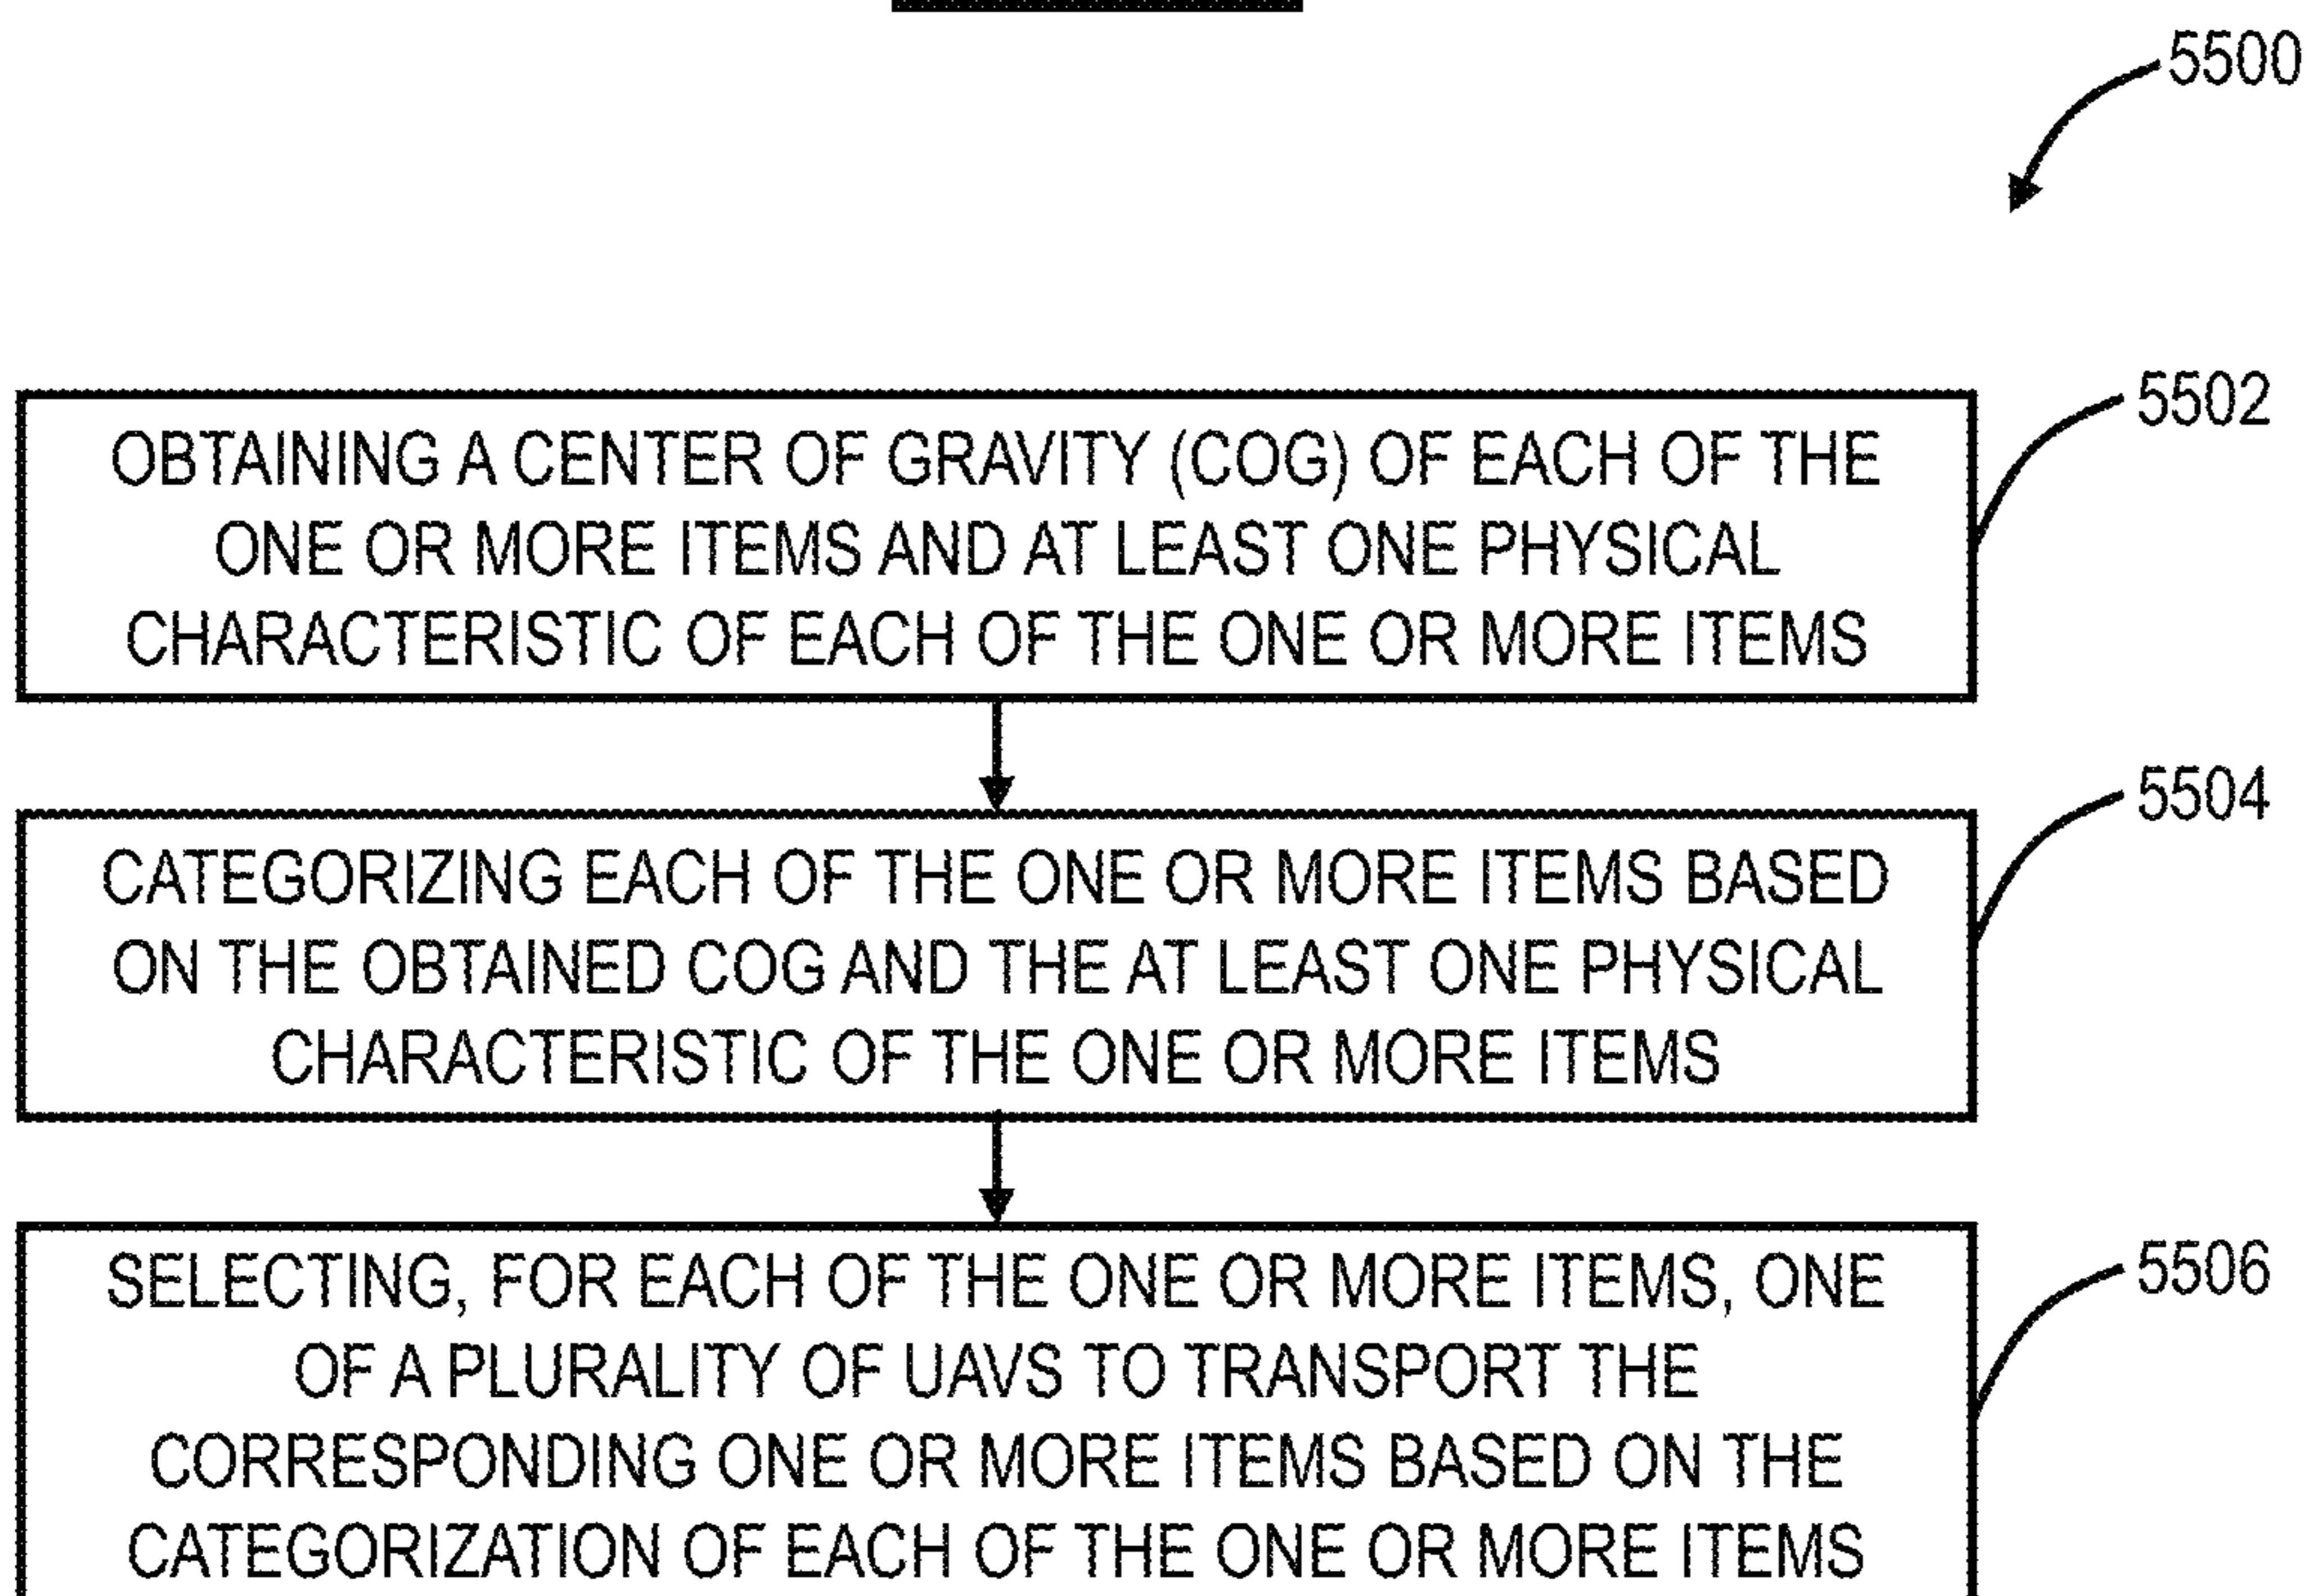 5500
5502
OBTAINING A CENTER OF GRAVITY (COG) OF EACH OF THE
ONE OR MORE ITEMS AND AT LEAST ONE PHYSICAL
CHARACTERISTIC OF EACH OF THE ONE OR MORE ITEMS
5504
CATEGORIZING EACH OF THE ONE OR MORE ITEMS BASED
ON THE OBTAINED COG AND THE AT LEAST ONE PHYSICAL
CHARACTERISTIC OF THE ONE OR MORE ITEMS
5506
SELECTING, FOR EACH OF THE ONE OR MORE ITEMS, ONE
OF A PLURALITY OF UAVS TO TRANSPORT THE
CORRESPONDING ONE OR MORE ITEMS BASED ON THE
CATEGORIZATION OF EACH OF THE ONE OR MORE ITEMS